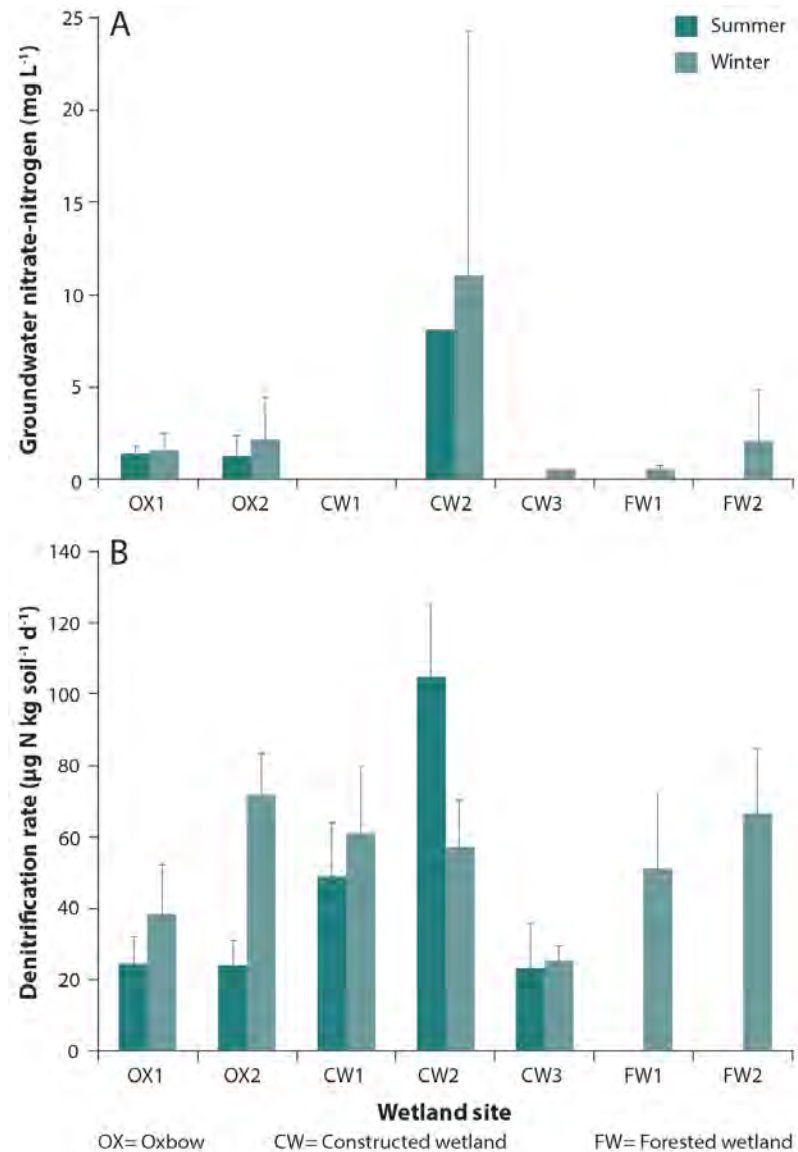 A
Summer
Winter
Groundwater nitrate-nitrogen (mg L⁻¹)
25
20
15
10
5
0
OX1 OX2 CW1 CW2 CW3 FW1 FW2
B
Denitrification rate (µg N kg soil⁻¹ d⁻¹)
140
120
100
80
60
40
20
0
OX1 OX2 CW1 CW2 CW3 FW1 FW2
Wetland site
OX= Oxbow CW= Constructed wetland FW= Forested wetland